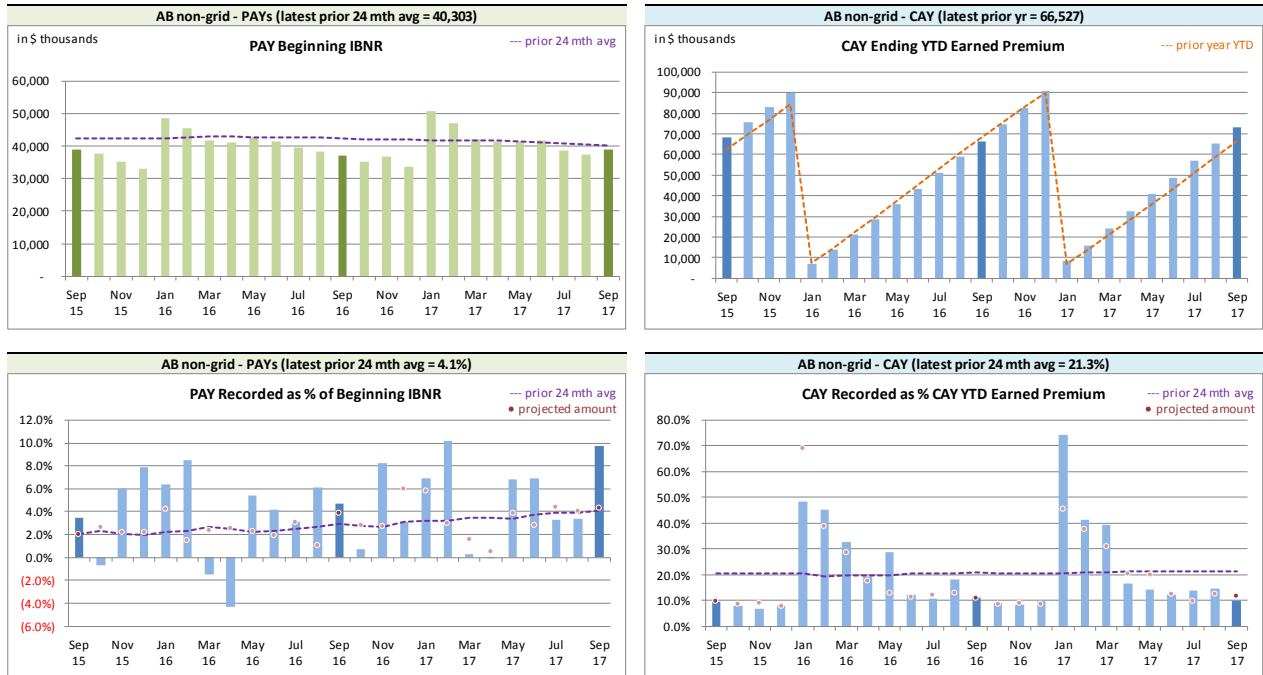 AB non-grid - PAYs (latest prior 24 mth avg = 40,303)
in $ thousands
PAY Beginning IBNR
--- prior 24 mth avg
60,000
50,000
40,000
30,000
20,000
10,000
-
Sep Nov Jan Mar May Jul Sep Nov Jan Mar May Jul Sep
15 15 16 16 16 16 16 16 17 17 17 17 17
AB non-grid - CAY (latest prior yr = 66,527)
in $ thousands
CAY Ending YTD Earned Premium
--- prior year YTD
100,000
90,000
80,000
70,000
60,000
50,000
40,000
30,000
20,000
10,000
-
Sep Nov Jan Mar May Jul Sep Nov Jan Mar May Jul Sep
15 15 16 16 16 16 16 16 17 17 17 17 17
AB non-grid - PAYs (latest prior 24 mth avg = 4.1%)
PAY Recorded as % of Beginning IBNR
--- prior 24 mth avg
• projected amount
12.0%
10.0%
8.0%
6.0%
4.0%
2.0%
0.0%
(2.0%)
(4.0%)
(6.0%)
Sep Nov Jan Mar May Jul Sep Nov Jan Mar May Jul Sep
15 15 16 16 16 16 16 16 17 17 17 17 17
AB non-grid - CAY (latest prior 24 mth avg = 21.3%)
CAY Recorded as % CAY YTD Earned Premium
--- prior 24 mth avg
• projected amount
80.0%
70.0%
60.0%
50.0%
40.0%
30.0%
20.0%
10.0%
0.0%
Sep Nov Jan Mar May Jul Sep Nov Jan Mar May Jul Sep
15 15 16 16 16 16 16 16 17 17 17 17 17